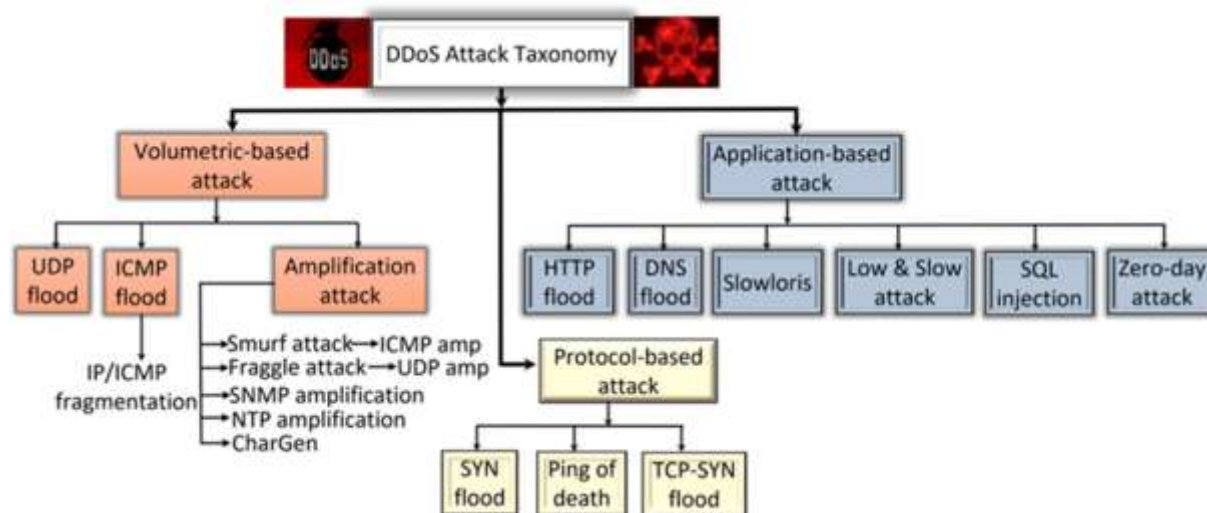 DDoS
DDoS Attack Taxonomy
Volumetric-based
attack
Application-based
attack
UDP
flood
ICMP
flood
Amplification
attack
HTTP
flood
DNS
flood
Slowloris
Low & Slow
attack
SQL
injection
Zero-day
attack
IP/ICMP
fragmentation
Smurf attack ICMP amp
Fraggle attack UDP amp
SNMP amplification
NTP amplification
CharGen
Protocol-based
attack
SYN
flood
Ping of
death
TCP-SYN
flood